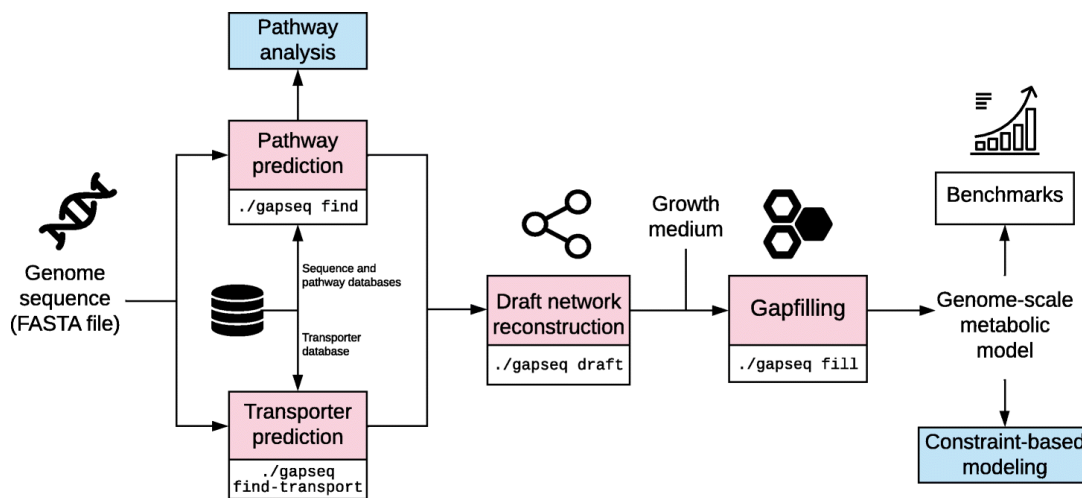 Pathway
analysis
Pathway
prediction
./gapseq find
Genome
sequence
(FASTA file)
Sequence and
pathway databases
Transporter
database
Transporter
prediction
./gapseq
find-transport
Draft network
reconstruction
./gapseq draft
Growth
medium
Gapfilling
./gapseq fill
Benchmarks
Genome-scale
metabolic
model
Constraint-based
modeling